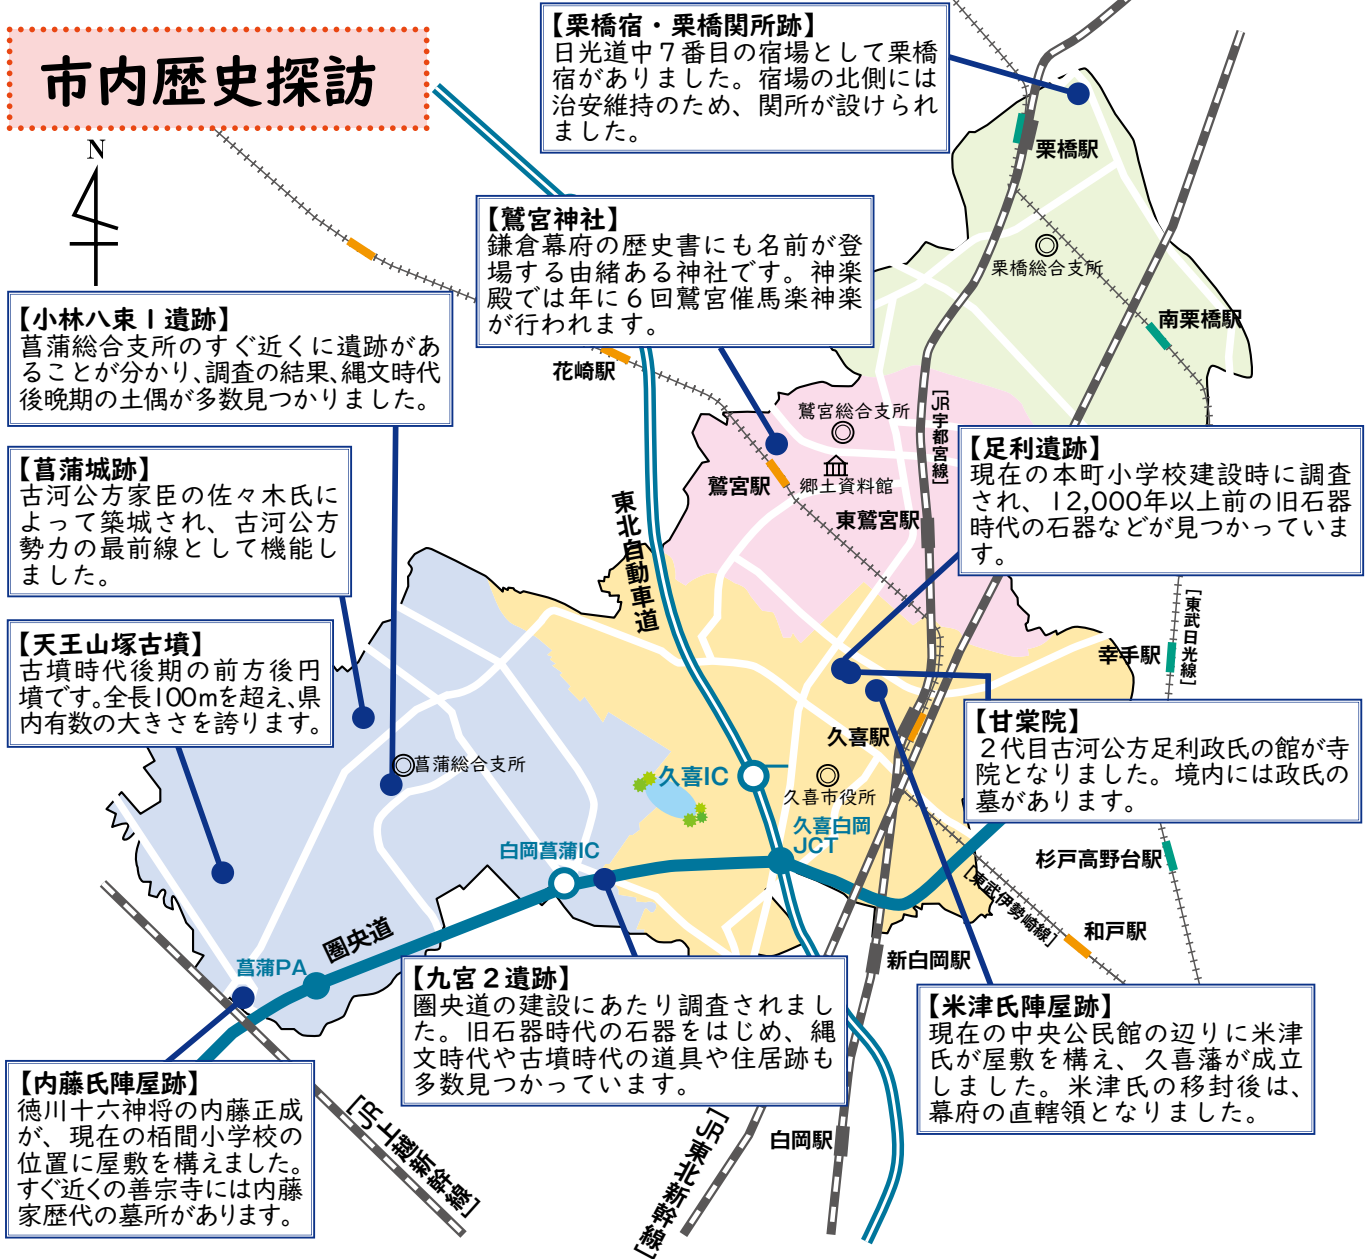 市内歴史探訪
N
【栗橋宿・栗橋関所跡】
日光道中７番目の宿場として栗橋
宿がありました。宿場の北側には
治安維持のため、関所が設けられ
ました。
栗橋駅
【鷲宮神社】
鎌倉幕府の歴史書にも名前が登
場する由緒ある神社です。神楽
殿では年に６回鷲宮催馬楽神楽
が行われます。
栗橋総合支所
南栗橋駅
【小林八束Ⅰ遺跡】
菖蒲総合支所のすぐ近くに遺跡があ
ることが分かり、調査の結果、縄文時代
後晩期の土偶が多数見つかりました。
花崎駅
鷲宮総合支所
[JR宇都宮線]
鷲宮駅
郷土資料館
東鷲宮駅
東北自動車道
【足利遺跡】
現在の本町小学校建設時に調査
され、12,000年以上前の旧石器
時代の石器などが見つかっていま
す。
【菖蒲城跡】
古河公方家臣の佐々木氏に
よって築城され、古河公方
勢力の最前線として機能し
ました。
[東武日光線]
幸手駅
【天王山塚古墳】
古墳時代後期の前方後円
墳です。全長100mを超え、県
内有数の大きさを誇ります。
【甘棠院】
２代目古河公方足利政氏の館が寺
院となりました。境内には政氏の
墓があります。
久喜駅
菖蒲総合支所
久喜IC
久喜市役所
久喜白岡
JCT
白岡菖蒲IC
杉戸高野台駅
[東武伊勢崎線]
和戸駅
圏央道
菖蒲PA
新白岡駅
【九宮２遺跡】
圏央道の建設にあたり調査されまし
た。旧石器時代の石器をはじめ、縄
文時代や古墳時代の道具や住居跡も
多数見つかっています。
【米津氏陣屋跡】
現在の中央公民館の辺りに米津
氏が屋敷を構え、久喜藩が成立
しました。米津氏の移封後は、
幕府の直轄領となりました。
【内藤氏陣屋跡】
徳川十六神将の内藤正成
が、現在の栢間小学校の
位置に屋敷を構えました。
すぐ近くの善宗寺には内藤
家歴代の墓所があります。
[JR上越新幹線]
[JR東北新幹線]
白岡駅